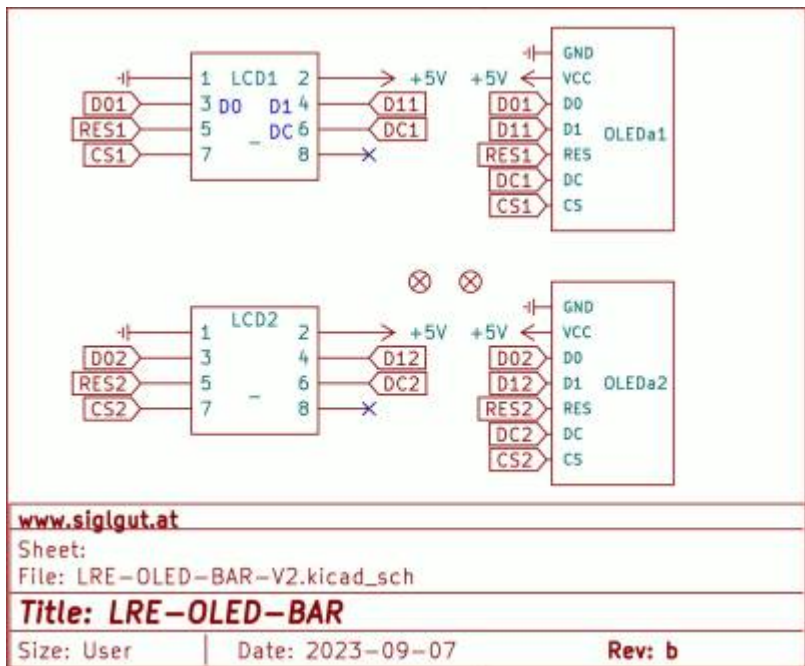 GND
1 LCD1 2 +5V +5V VCC
D01 3 D0 D1 4 D11 D01 D0
RES1 5 DC 6 DC1 D11 D1 OLEDa1
CS1 7 8 RES1 RES
DC1 DC
CS1 CS
GND
1 LCD2 2 +5V +5V VCC
D02 3 4 D12 D02 D0
RES2 5 6 DC2 D12 D1 OLEDa2
CS2 7 8 RES2 RES
DC2 DC
CS2 CS
www.siglgut.at
Sheet:
File: LRE-OLED-BAR-V2.kicad_sch
Title: LRE-OLED-BAR
Size: User Date: 2023-09-07 Rev: b